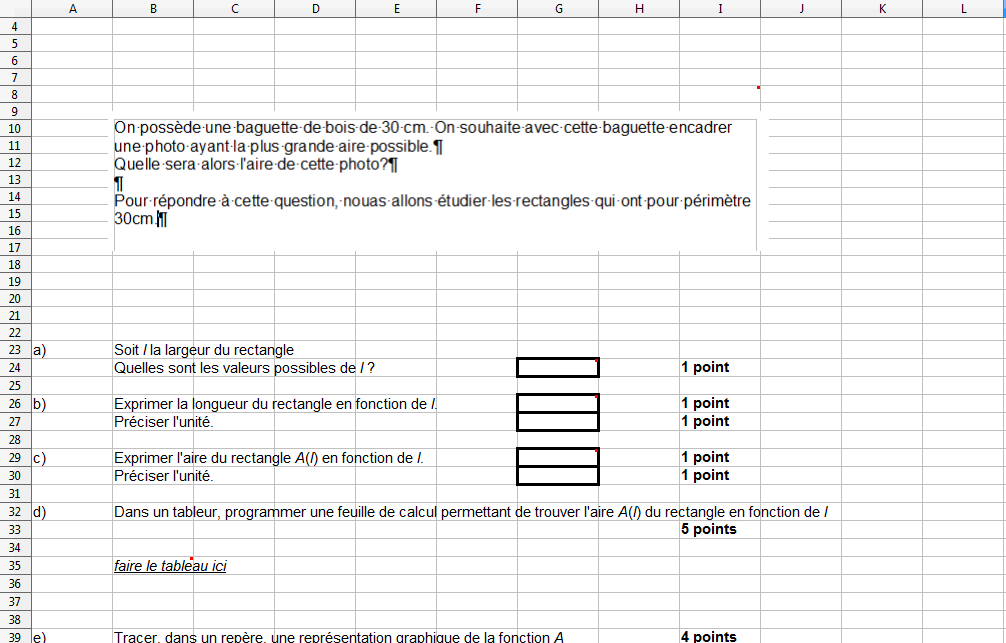 A B C D E F G H I J K L
4
5
6
7
8
9
10 On possède une baguette de bois de 30 cm. On souhaite avec cette baguette encadrer
11 une photo ayant la plus grande aire possible.¶
12 Quelle sera alors l'aire de cette photo?¶
13 ¶
14 Pour répondre à cette question, nouas allons étudier les rectangles qui ont pour périmètre
15 30cm.¶
16
17
18
19
20
21
22
23 a) Soit l la largeur du rectangle
24 Quelles sont les valeurs possibles de l ? 1 point
25
26 b) Exprimer la longueur du rectangle en fonction de l. 1 point
27 Préciser l'unité. 1 point
28
29 c) Exprimer l'aire du rectangle A(l) en fonction de l. 1 point
30 Préciser l'unité. 1 point
31
32 d) Dans un tableur, programmer une feuille de calcul permettant de trouver l'aire A(l) du rectangle en fonction de l
33 5 points
34
35 faire le tableau ici
36
37
38
39 e) Tracer, dans un repère, une représentation graphique de la fonction A 4 points